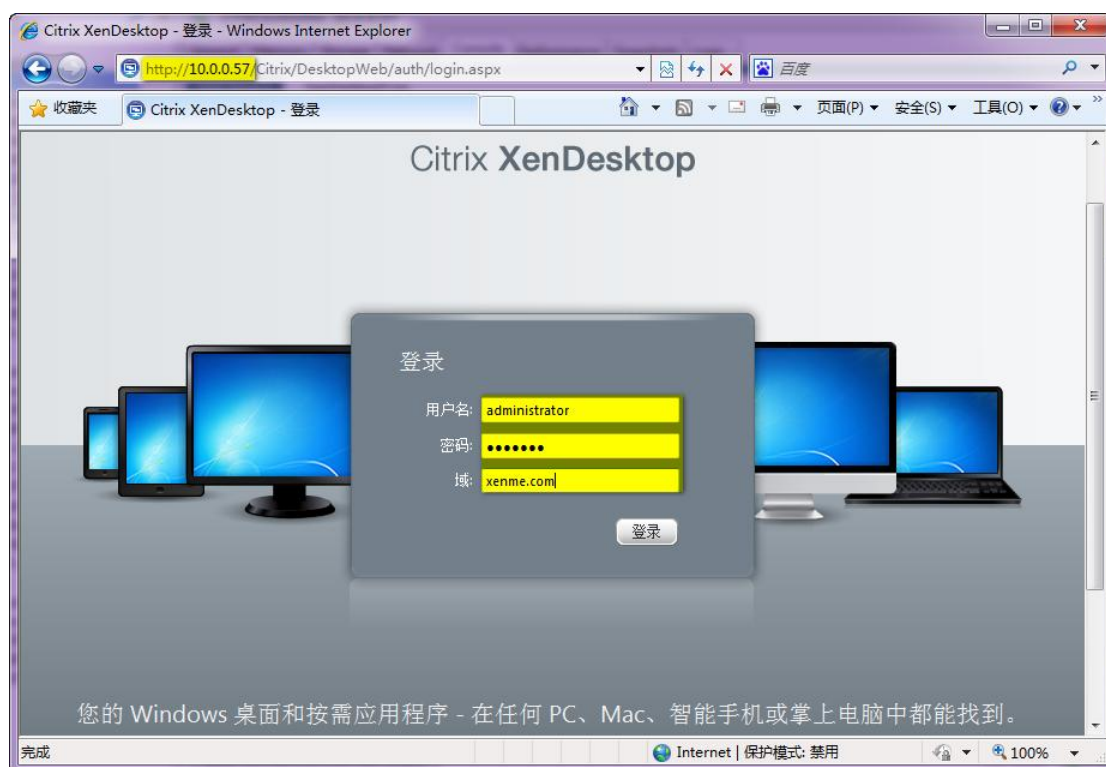 Citrix XenDesktop - 登录 - Windows Internet Explorer
http://10.0.0.57/Citrix/DesktopWeb/auth/login.aspx
百度
收藏夹
Citrix XenDesktop - 登录
页面(P)
安全(S)
工具(O)
Citrix XenDesktop
登录
用户名: administrator
密码: ●●●●●●●
域: xenme.com
登录
您的 Windows 桌面和按需应用程序 - 在任何 PC、Mac、智能手机或掌上电脑中都能找到。
完成
Internet | 保护模式: 禁用
100%